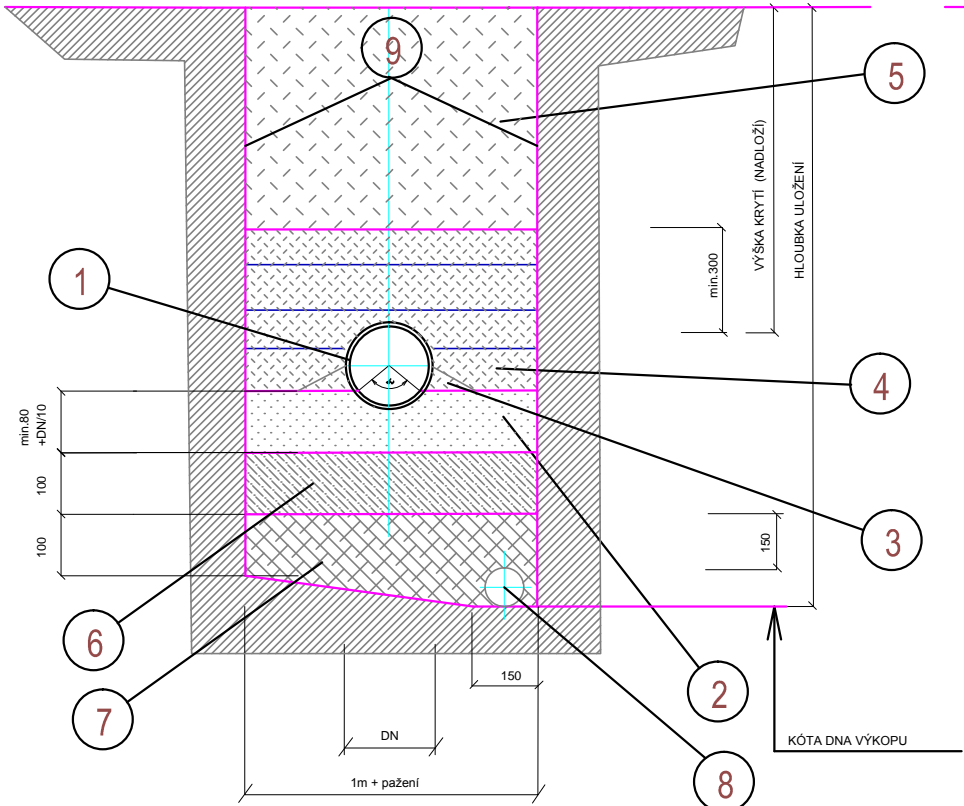 9
5
VÝŠKA KRYTÍ (NADLOŽÍ)
HLOUBKA ULOŽENÍ
1
min.300
4
min.80
+DN/10
100
3
100
150
6
2
150
7
DN
KÓTA DNA VÝKOPU
8
1m + pažení